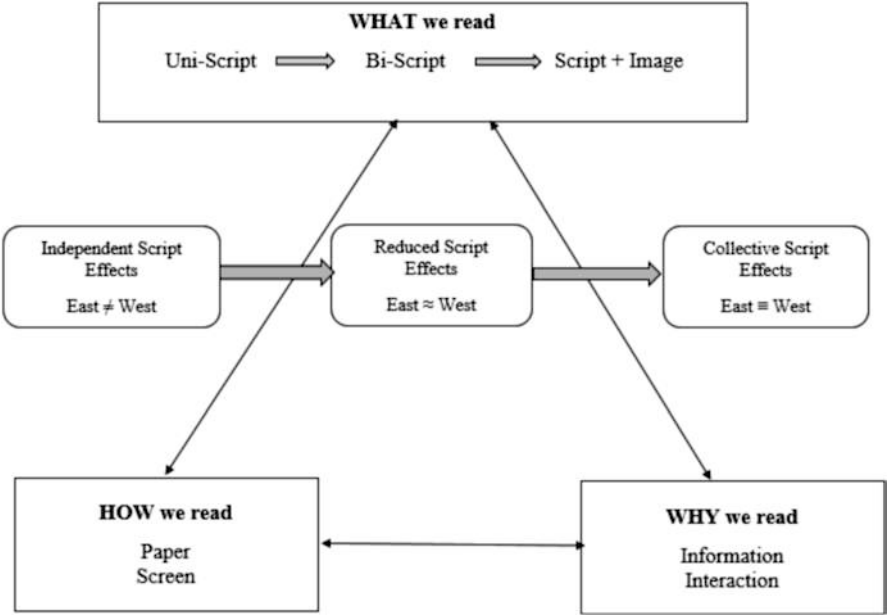 WHAT we read
Uni-Script Bi-Script Script + Image
Independent Script
Effects
East ≠ West
Reduced Script
Effects
East ≈ West
Collective Script
Effects
East ≡ West
HOW we read
Paper
Screen
WHY we read
Information
Interaction